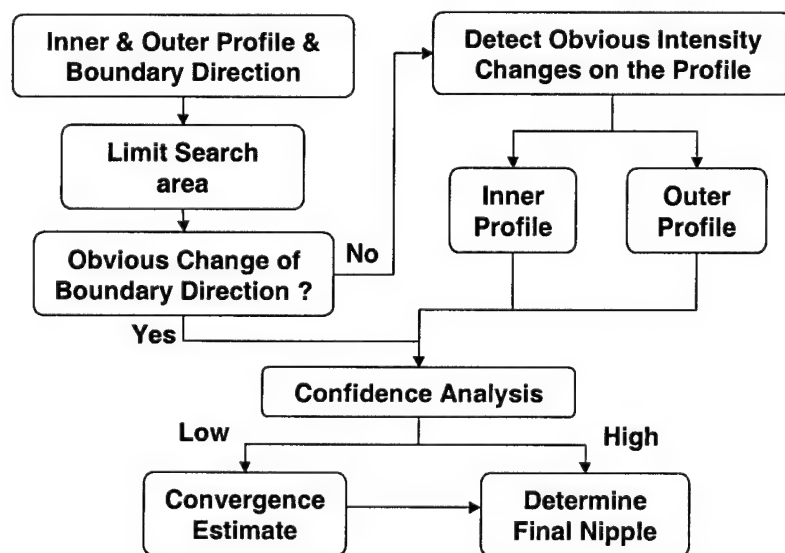 Inner & Outer Profile &
Boundary Direction
Limit Search
area
Obvious Change of
Boundary Direction ?
No
Yes
Detect Obvious Intensity
Changes on the Profile
Inner
Profile
Outer
Profile
Confidence Analysis
Low
High
Convergence
Estimate
Determine
Final Nipple